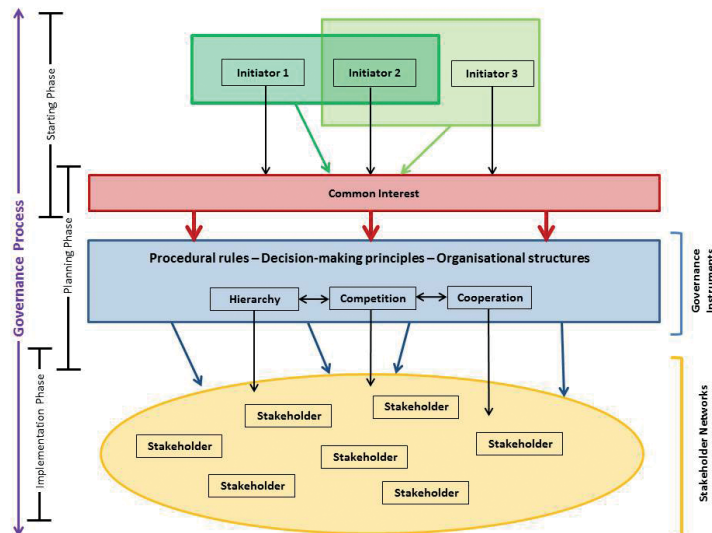 Governance Process
Starting Phase
Planning Phase
Implementation Phase
Initiator 1
Initiator 2
Initiator 3
Common Interest
Procedural rules – Decision-making principles – Organisational structures
Hierarchy
Competition
Cooperation
Governance
Instruments
Stakeholder
Stakeholder
Stakeholder
Stakeholder
Stakeholder
Stakeholder
Stakeholder
Stakeholder Networks